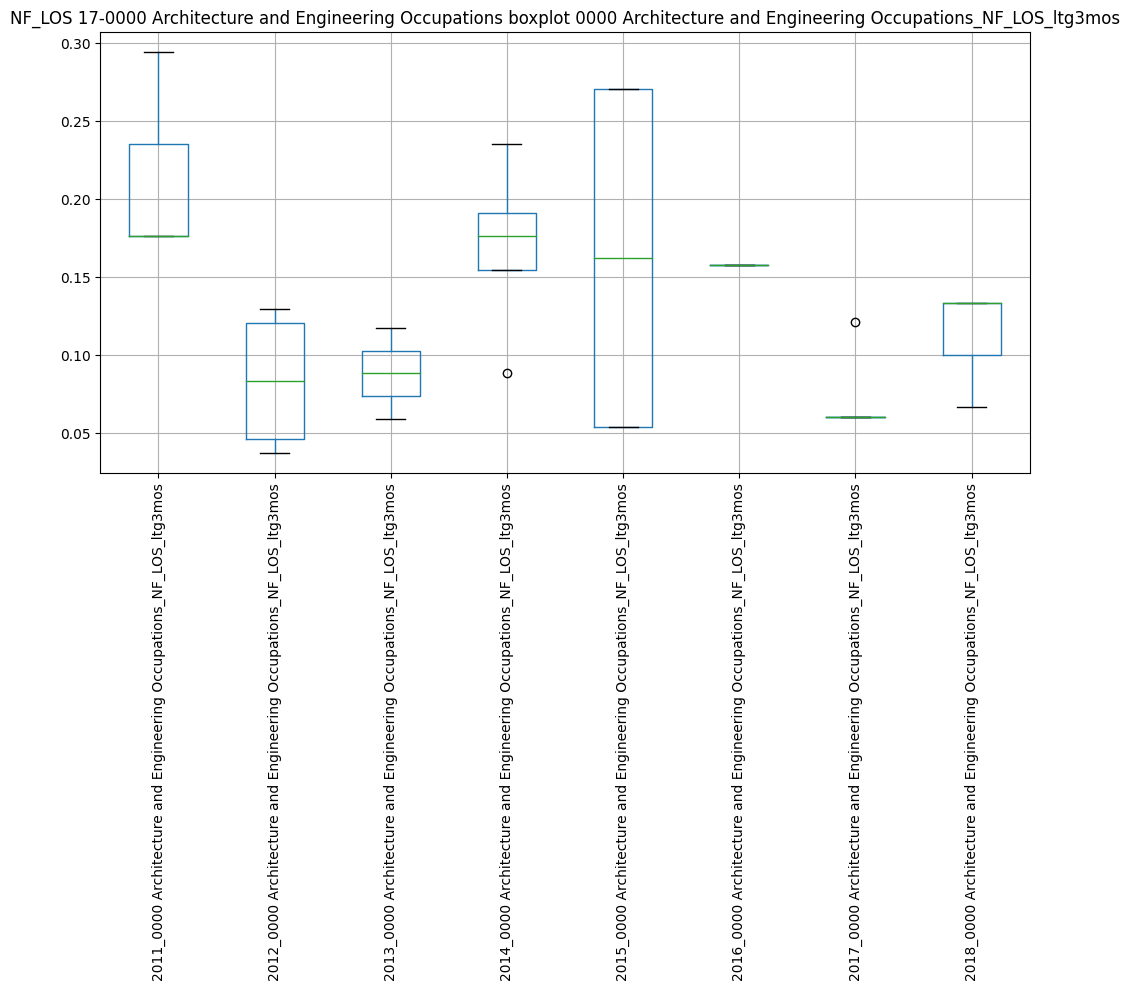 NF_LOS 17-0000 Architecture and Engineering Occupations boxplot 0000 Architecture and Engineering Occupations_NF_LOS_ltg3mos
0.30
0.25
0.20
0.15
0.10
0.05
2011_0000 Architecture and Engineering Occupations_NF_LOS_ltg3mos
2012_0000 Architecture and Engineering Occupations_NF_LOS_ltg3mos
2013_0000 Architecture and Engineering Occupations_NF_LOS_ltg3mos
2014_0000 Architecture and Engineering Occupations_NF_LOS_ltg3mos
2015_0000 Architecture and Engineering Occupations_NF_LOS_ltg3mos
2016_0000 Architecture and Engineering Occupations_NF_LOS_ltg3mos
2017_0000 Architecture and Engineering Occupations_NF_LOS_ltg3mos
2018_0000 Architecture and Engineering Occupations_NF_LOS_ltg3mos